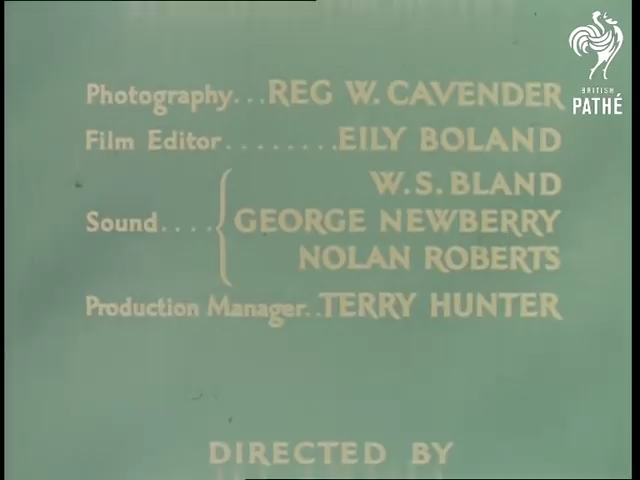 BRITISH
PATHÉ
Photography...REG W. CAVENDER
Film Editor........EILY BOLAND
W.S. BLAND
Sound....{GEORGE NEWBERRY
NOLAN ROBERTS
Production Manager..TERRY HUNTER
DIRECTED BY